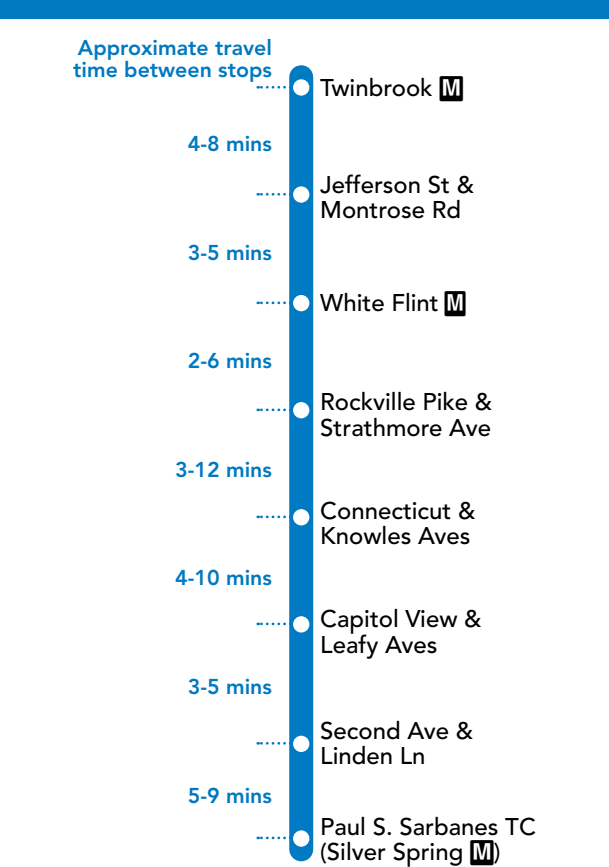 Approximate travel
time between stops
Twinbrook M
4-8 mins
Jefferson St &
Montrose Rd
3-5 mins
White Flint M
2-6 mins
Rockville Pike &
Strathmore Ave
3-12 mins
Connecticut &
Knowles Aves
4-10 mins
Capitol View &
Leafy Aves
3-5 mins
Second Ave &
Linden Ln
5-9 mins
Paul S. Sarbanes TC
(Silver Spring M)